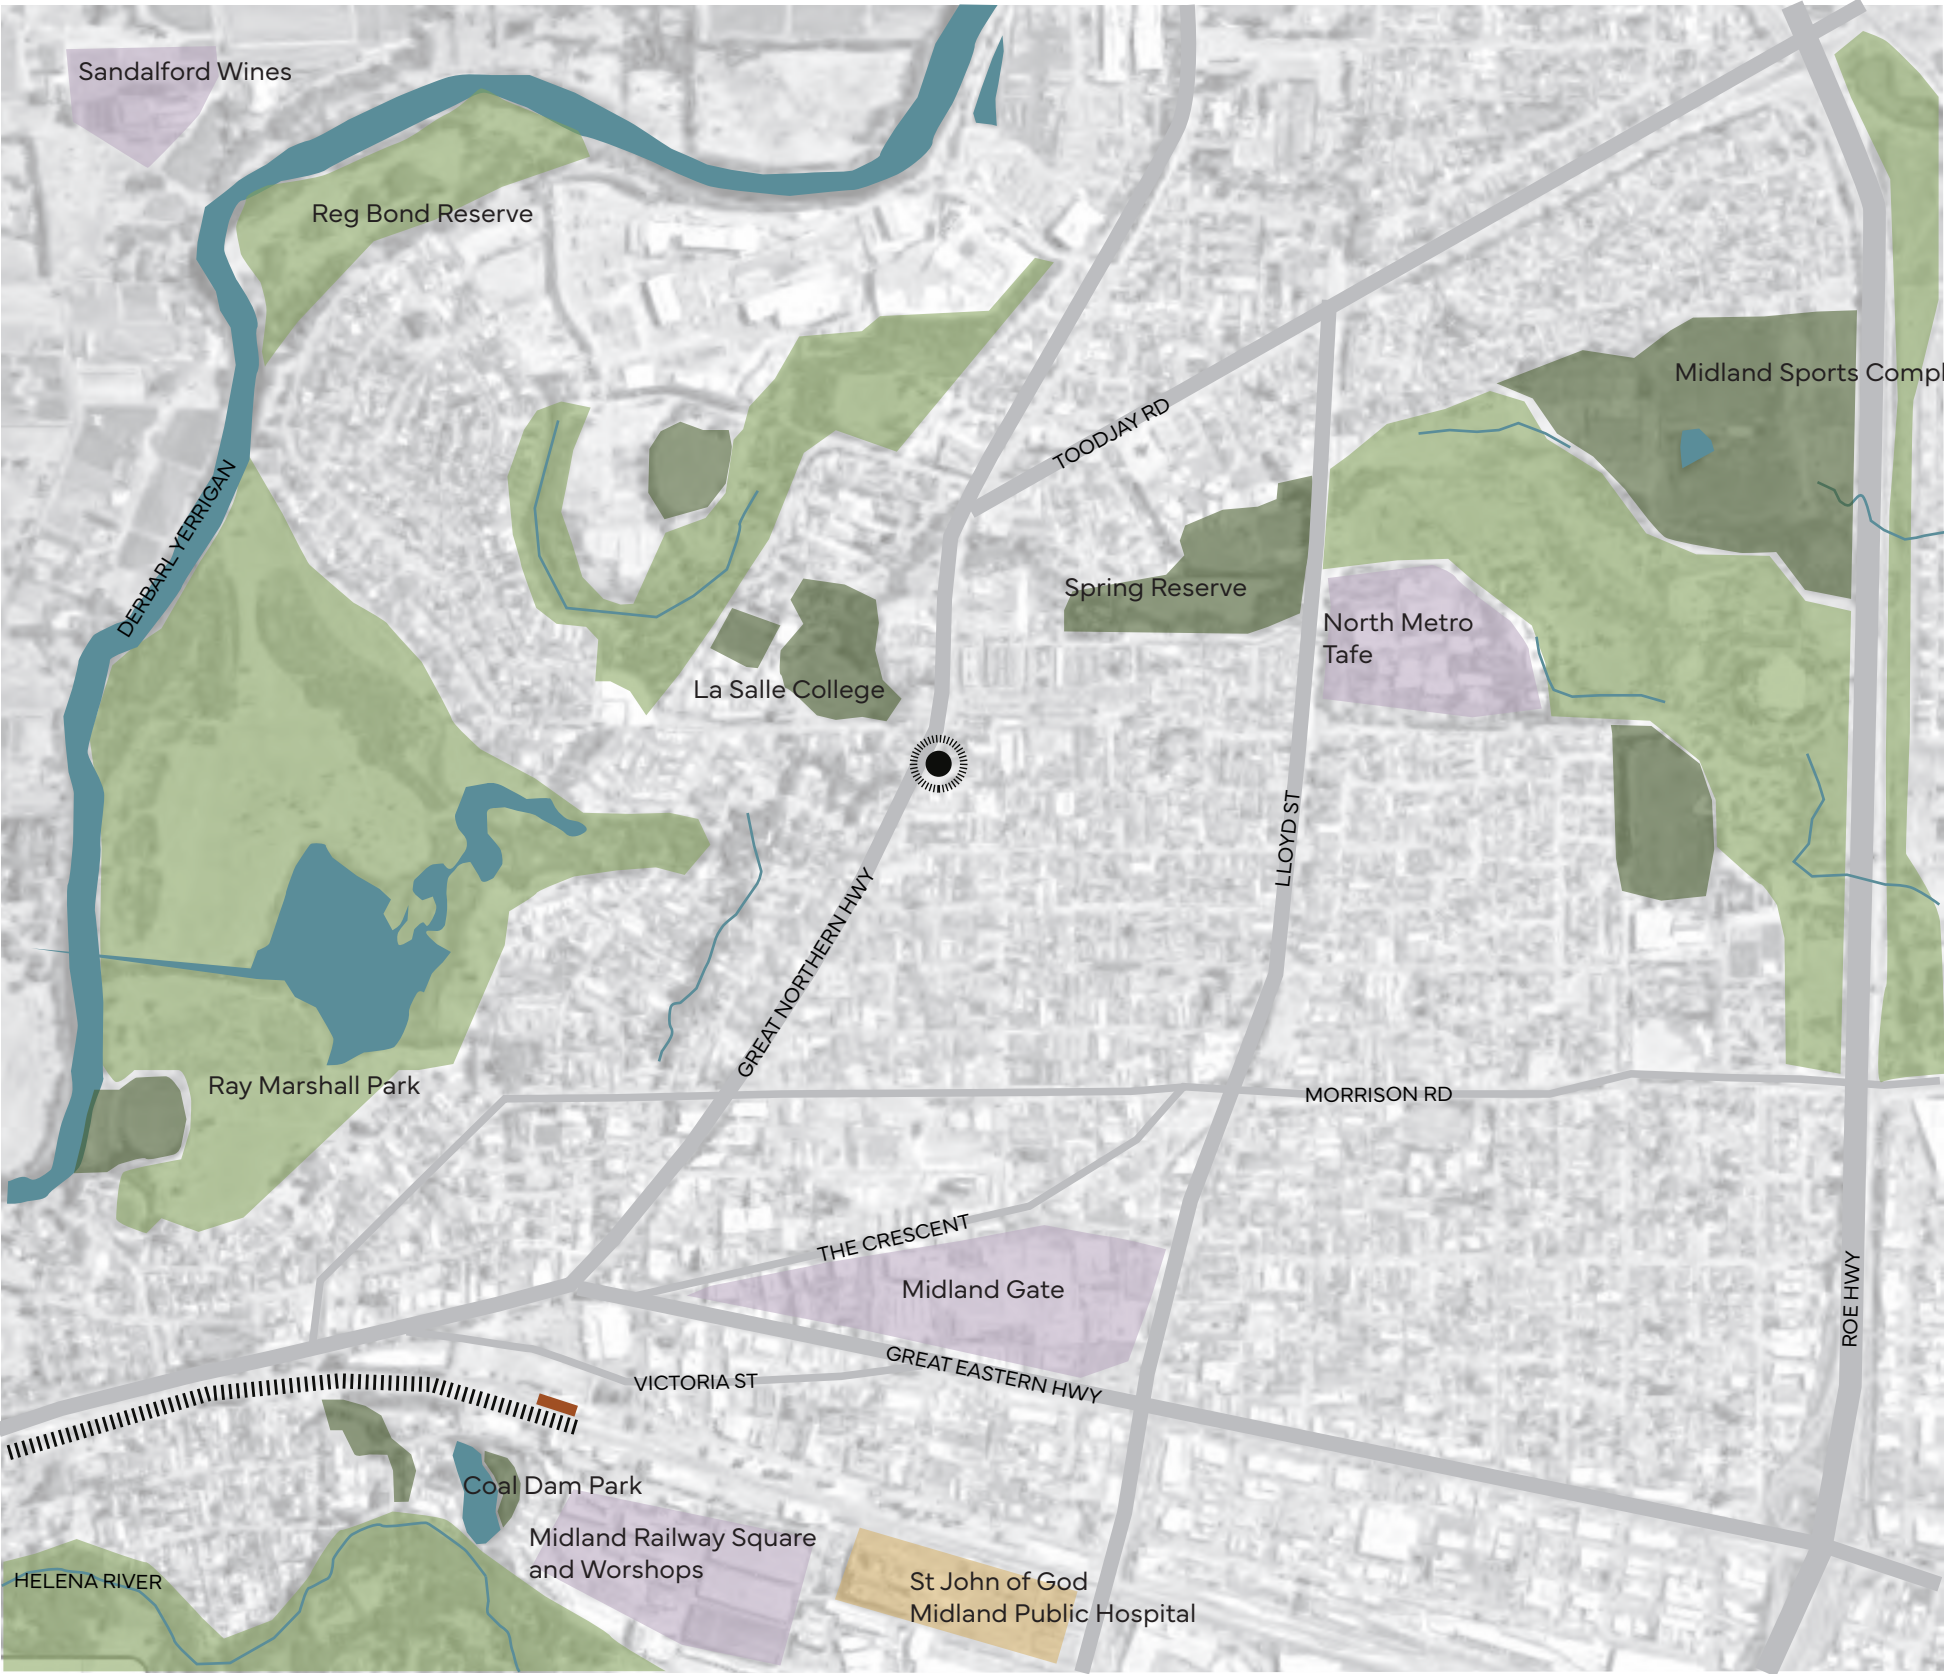 Sandalford Wines
Reg Bond Reserve
Midland Sports Compl
TOODJAY RD
DERBARL YERRIGAN
Spring Reserve
North Metro
Tafe
La Salle College
LLOYD ST
GREAT NORTHERN HWY
Ray Marshall Park
MORRISON RD
THE CRESCENT
Midland Gate
ROE HWY
GREAT EASTERN HWY
VICTORIA ST
Coal Dam Park
Midland Railway Square
and Worshops
HELENA RIVER
St John of God
Midland Public Hospital